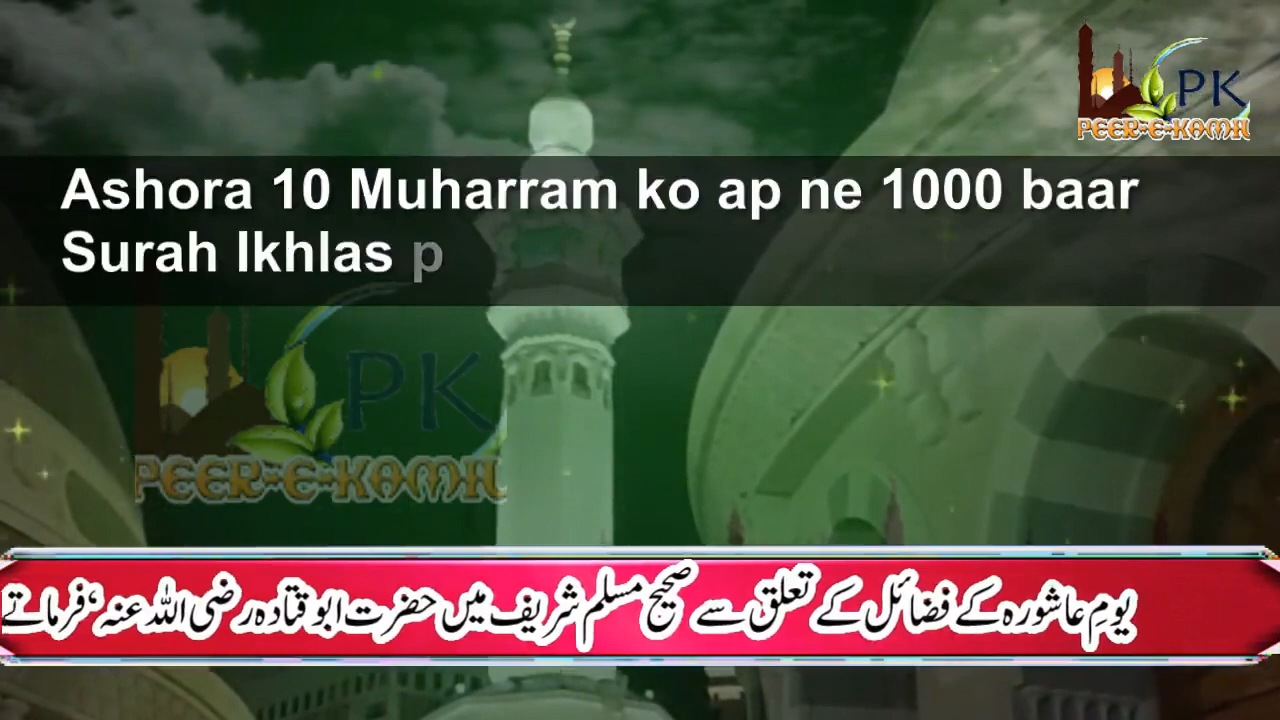 PK
PEER-E-KAMIL
Ashora 10 Muharram ko ap ne 1000 baar
Surah Ikhlas p
PK
PEER-E-KAMIL
یومِ عاشورہ کے فضائل کے تعلق سے صحیح مسلم شریف میں حضرت ابو قتادہ رضی اللہ عنہ، فرماتے